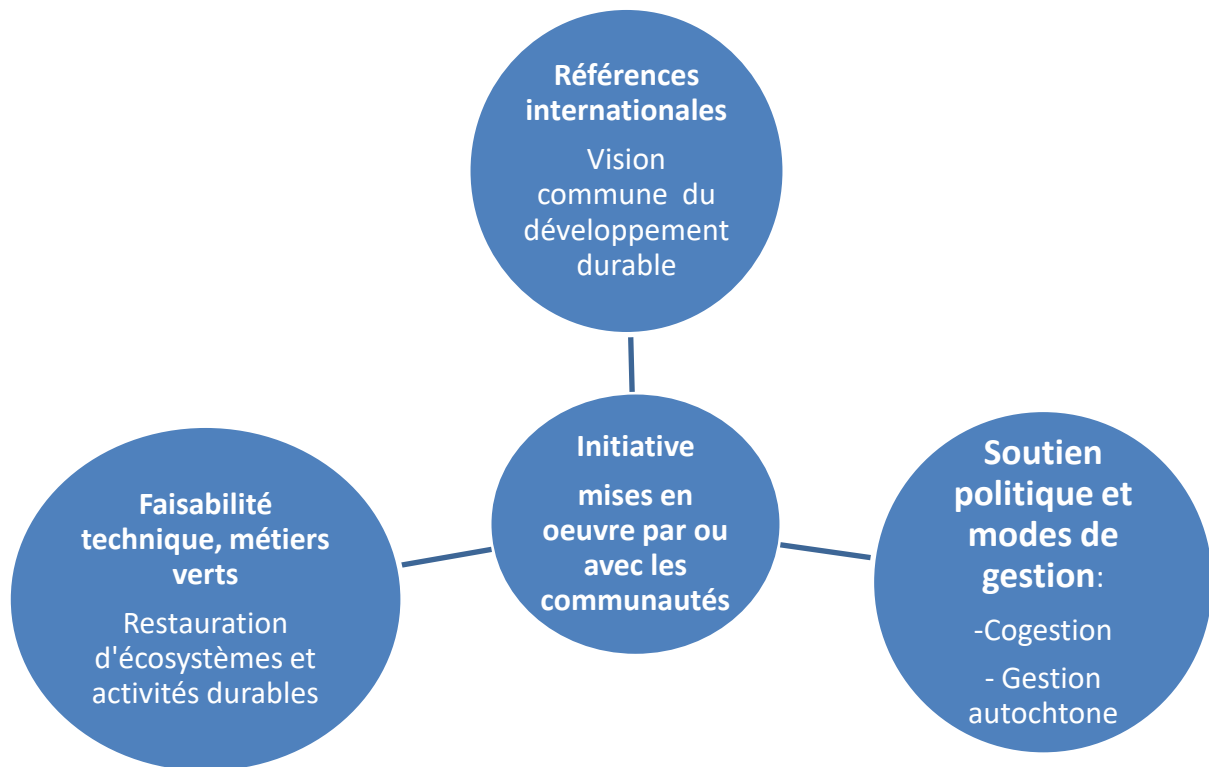 Références
internationales
Vision
commune du
développement
durable
Initiative
mises en
oeuvre par ou
avec les
communautés
Faisabilité
technique, métiers
verts
Restauration
d'écosystèmes et
activités durables
Soutien
politique et
modes de
gestion:
-Cogestion
- Gestion
autochtone